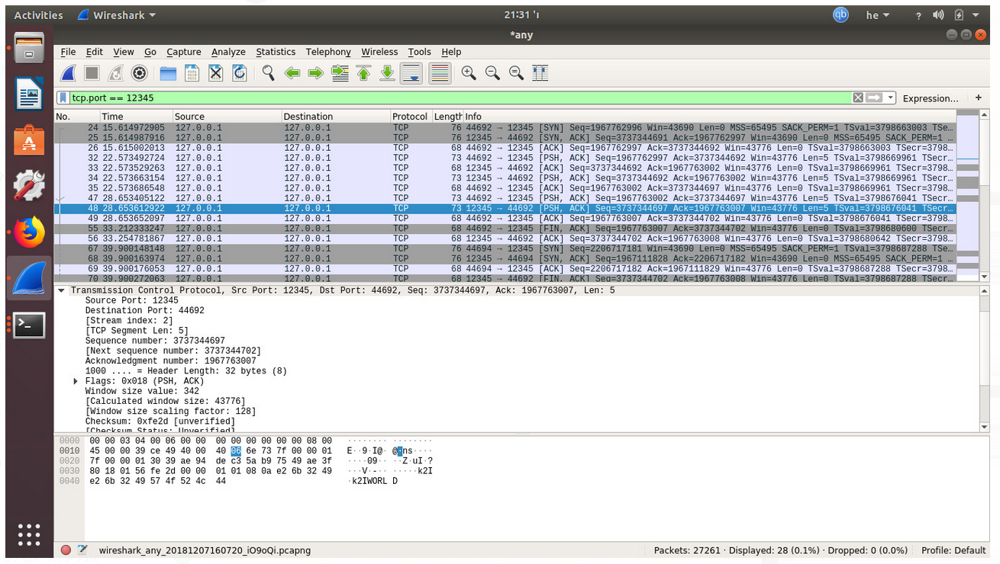 Activities Wireshark 21:31 'ו he
*any
File Edit View Go Capture Analyze Statistics Telephony Wireless Tools Help
tcp.port == 12345 Expression… +
No. Time Source Destination Protocol Length Info
24 15.614972905 127.0.0.1 127.0.0.1 TCP 76 44692 → 12345 [SYN] Seq=1967762996 Win=43690 Len=0 MSS=65495 SACK_PERM=1 TSval=3798663003 TSe…
25 15.614987916 127.0.0.1 127.0.0.1 TCP 76 12345 → 44692 [SYN, ACK] Seq=3737344691 Ack=1967762997 Win=43690 Len=0 MSS=65495 SACK_PERM=1 …
26 15.615002013 127.0.0.1 127.0.0.1 TCP 68 44692 → 12345 [ACK] Seq=1967762997 Ack=3737344692 Win=43776 Len=0 TSval=3798663003 TSecr=3798…
32 22.573492724 127.0.0.1 127.0.0.1 TCP 73 44692 → 12345 [PSH, ACK] Seq=1967762997 Ack=3737344692 Win=43776 Len=5 TSval=3798669961 TSecr…
33 22.573529263 127.0.0.1 127.0.0.1 TCP 68 12345 → 44692 [ACK] Seq=3737344692 Ack=1967763002 Win=43776 Len=0 TSval=3798669961 TSecr=3798…
34 22.573663154 127.0.0.1 127.0.0.1 TCP 73 12345 → 44692 [PSH, ACK] Seq=3737344692 Ack=1967763002 Win=43776 Len=5 TSval=3798669961 TSecr…
35 22.573686548 127.0.0.1 127.0.0.1 TCP 68 44692 → 12345 [ACK] Seq=1967763002 Ack=3737344697 Win=43776 Len=0 TSval=3798669961 TSecr=3798…
47 28.653405122 127.0.0.1 127.0.0.1 TCP 73 44692 → 12345 [PSH, ACK] Seq=1967763002 Ack=3737344697 Win=43776 Len=5 TSval=3798676041 TSecr…
48 28.653612922 127.0.0.1 127.0.0.1 TCP 73 12345 → 44692 [PSH, ACK] Seq=3737344697 Ack=1967763007 Win=43776 Len=5 TSval=3798676041 TSecr…
49 28.653652097 127.0.0.1 127.0.0.1 TCP 68 44692 → 12345 [ACK] Seq=1967763007 Ack=3737344702 Win=43776 Len=0 TSval=3798676041 TSecr=3798…
55 33.212333247 127.0.0.1 127.0.0.1 TCP 68 44692 → 12345 [FIN, ACK] Seq=1967763007 Ack=3737344702 Win=43776 Len=0 TSval=3798680600 TSecr…
56 33.254781867 127.0.0.1 127.0.0.1 TCP 68 12345 → 44692 [ACK] Seq=3737344702 Ack=1967763008 Win=43776 Len=0 TSval=3798680642 TSecr=3798…
67 39.900148148 127.0.0.1 127.0.0.1 TCP 76 44694 → 12345 [SYN] Seq=2206717181 Win=43690 Len=0 MSS=65495 SACK_PERM=1 TSval=3798687288 TSe…
68 39.900163974 127.0.0.1 127.0.0.1 TCP 76 12345 → 44694 [SYN, ACK] Seq=1967111828 Ack=2206717182 Win=43690 Len=0 MSS=65495 SACK_PERM=1 …
69 39.900176053 127.0.0.1 127.0.0.1 TCP 68 44694 → 12345 [ACK] Seq=2206717182 Ack=1967111829 Win=43776 Len=0 TSval=3798687288 TSecr=3798…
70 39.900272063 127.0.0.1 127.0.0.1 TCP 68 12345 → 44692 [FIN, ACK] Seq=3737344702 Ack=1967763008 Win=43776 Len=0 TSval=3798687288 TSecr…
Transmission Control Protocol, Src Port: 12345, Dst Port: 44692, Seq: 3737344697, Ack: 1967763007, Len: 5
Source Port: 12345
Destination Port: 44692
[Stream index: 2]
[TCP Segment Len: 5]
Sequence number: 3737344697
[Next sequence number: 3737344702]
Acknowledgment number: 1967763007
1000 .... = Header Length: 32 bytes (8)
Flags: 0x018 (PSH, ACK)
Window size value: 342
[Calculated window size: 43776]
[Window size scaling factor: 128]
Checksum: 0xfe2d [unverified]
[Checksum Status: Unverified]
0000 00 00 03 04 00 06 00 00 00 00 00 00 00 00 08 00 ········ ········
0010 45 00 00 39 ce 49 40 00 40 06 6e 73 7f 00 00 01 E··9·I@· @·ns····
0020 7f 00 00 01 30 39 ae 94 de c3 5a b9 75 49 ae 3f ····09·· ··Z·uI·?
0030 80 18 01 56 fe 2d 00 00 01 01 08 0a e2 6b 32 49 ···V·-·· ·····k2I
0040 e2 6b 32 49 57 4f 52 4c 44 ·k2IWORL D
wireshark_any_20181207160720_iO9oQi.pcapng Packets: 27261 · Displayed: 28 (0.1%) · Dropped: 0 (0.0%) Profile: Default